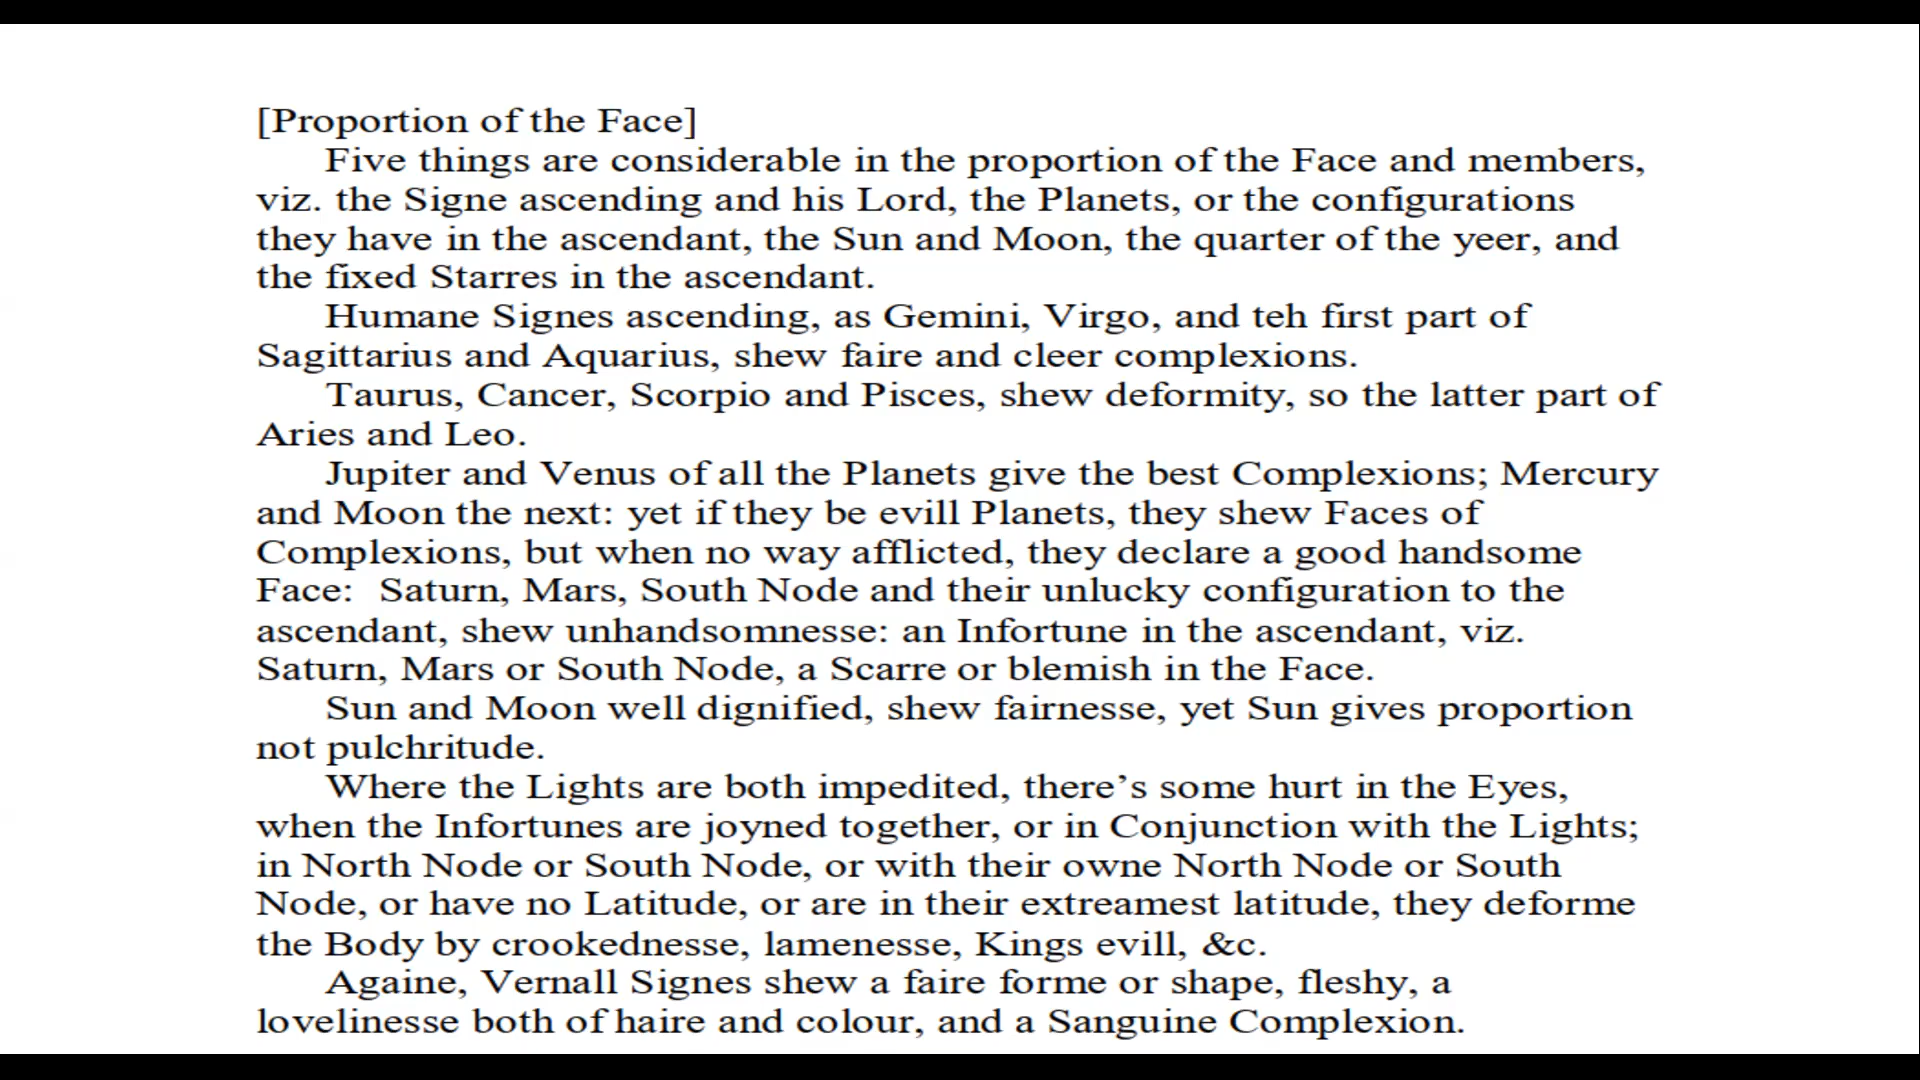 [Proportion of the Face]
Five things are considerable in the proportion of the Face and members,
viz. the Signe ascending and his Lord, the Planets, or the configurations
they have in the ascendant, the Sun and Moon, the quarter of the yeer, and
the fixed Starres in the ascendant.
Humane Signes ascending, as Gemini, Virgo, and teh first part of
Sagittarius and Aquarius, shew faire and cleer complexions.
Taurus, Cancer, Scorpio and Pisces, shew deformity, so the latter part of
Aries and Leo.
Jupiter and Venus of all the Planets give the best Complexions; Mercury
and Moon the next: yet if they be evill Planets, they shew Faces of
Complexions, but when no way afflicted, they declare a good handsome
Face:  Saturn, Mars, South Node and their unlucky configuration to the
ascendant, shew unhandsomnesse: an Infortune in the ascendant, viz.
Saturn, Mars or South Node, a Scarre or blemish in the Face.
Sun and Moon well dignified, shew fairnesse, yet Sun gives proportion
not pulchritude.
Where the Lights are both impedited, there’s some hurt in the Eyes,
when the Infortunes are joyned together, or in Conjunction with the Lights;
in North Node or South Node, or with their owne North Node or South
Node, or have no Latitude, or are in their extreamest latitude, they deforme
the Body by crookednesse, lamenesse, Kings evill, &c.
Againe, Vernall Signes shew a faire forme or shape, fleshy, a
lovelinesse both of haire and colour, and a Sanguine Complexion.